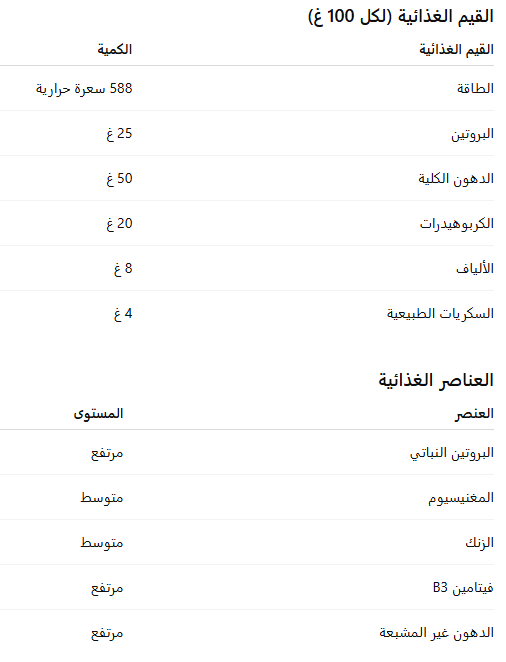 القيم الغذائية (لكل 100 غ)
القيم الغذائية الكمية
الطاقة 588 سعرة حرارية
البروتين 25 غ
الدهون الكلية 50 غ
الكربوهيدرات 20 غ
الألياف 8 غ
السكريات الطبيعية 4 غ
العناصر الغذائية
العنصر المستوى
البروتين النباتي مرتفع
المغنيسيوم متوسط
الزنك متوسط
فيتامين B3 مرتفع
الدهون غير المشبعة مرتفع